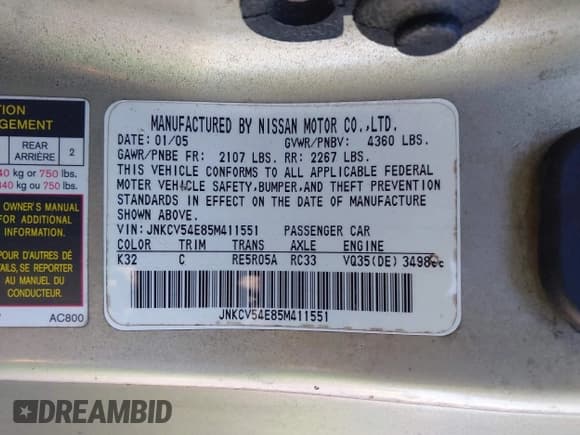 TION
GEMENT
REAR
ARRIÈRE
2
40 kg or 750 lbs.
340 kg ou 750 lbs.
OWNER'S MANUAL
FOR ADDITIONAL
INFORMATION.
POUR D'AUTRES DÉ
TAILS, SE REPORTER
AU MANUEL DU
CONDUCTEUR.
AC800
MANUFACTURED BY NISSAN MOTOR CO.,LTD.
DATE: 01/05 GVWR/PNBV: 4360 LBS.
GAWR/PNBE FR: 2107 LBS. RR: 2267 LBS.
THIS VEHICLE CONFORMS TO ALL APPLICABLE FEDERAL
MOTOR VEHICLE SAFETY,BUMPER,AND THEFT PREVENTION
STANDARDS IN EFFECT ON THE DATE OF MANUFACTURE
SHOWN ABOVE.
VIN: JNKCV54E85M411551 PASSENGER CAR
COLOR TRIM TRANS AXLE ENGINE
K32 C RE5R05A RC33 VQ35(DE) 3498cc
JNKCV54E85M411551
DREAMBID